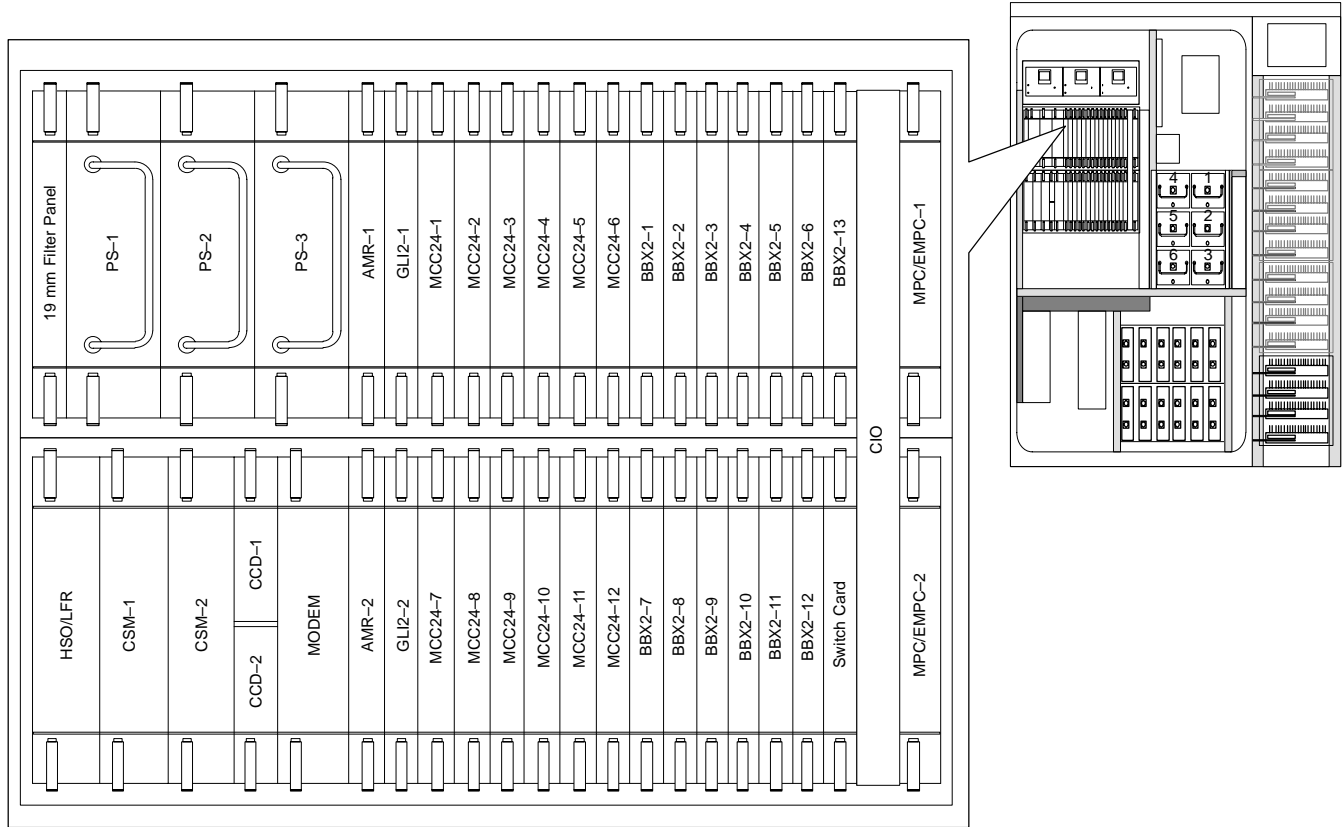 19 mm Filter Panel
PS–1
PS–2
PS–3
AMR–1
GLI2–1
MCC24–1
MCC24–2
MCC24–3
MCC24–4
MCC24–5
MCC24–6
BBX2–1
BBX2–2
BBX2–3
BBX2–4
BBX2–5
BBX2–6
BBX2–13
CIO
MPC/EMPC–1
HSO/LFR
CSM–1
CSM–2
CCD–1
CCD–2
MODEM
AMR–2
GLI2–2
MCC24–7
MCC24–8
MCC24–9
MCC24–10
MCC24–11
MCC24–12
BBX2–7
BBX2–8
BBX2–9
BBX2–10
BBX2–11
BBX2–12
Switch Card
MPC/EMPC–2
4 1
5 2
6 3